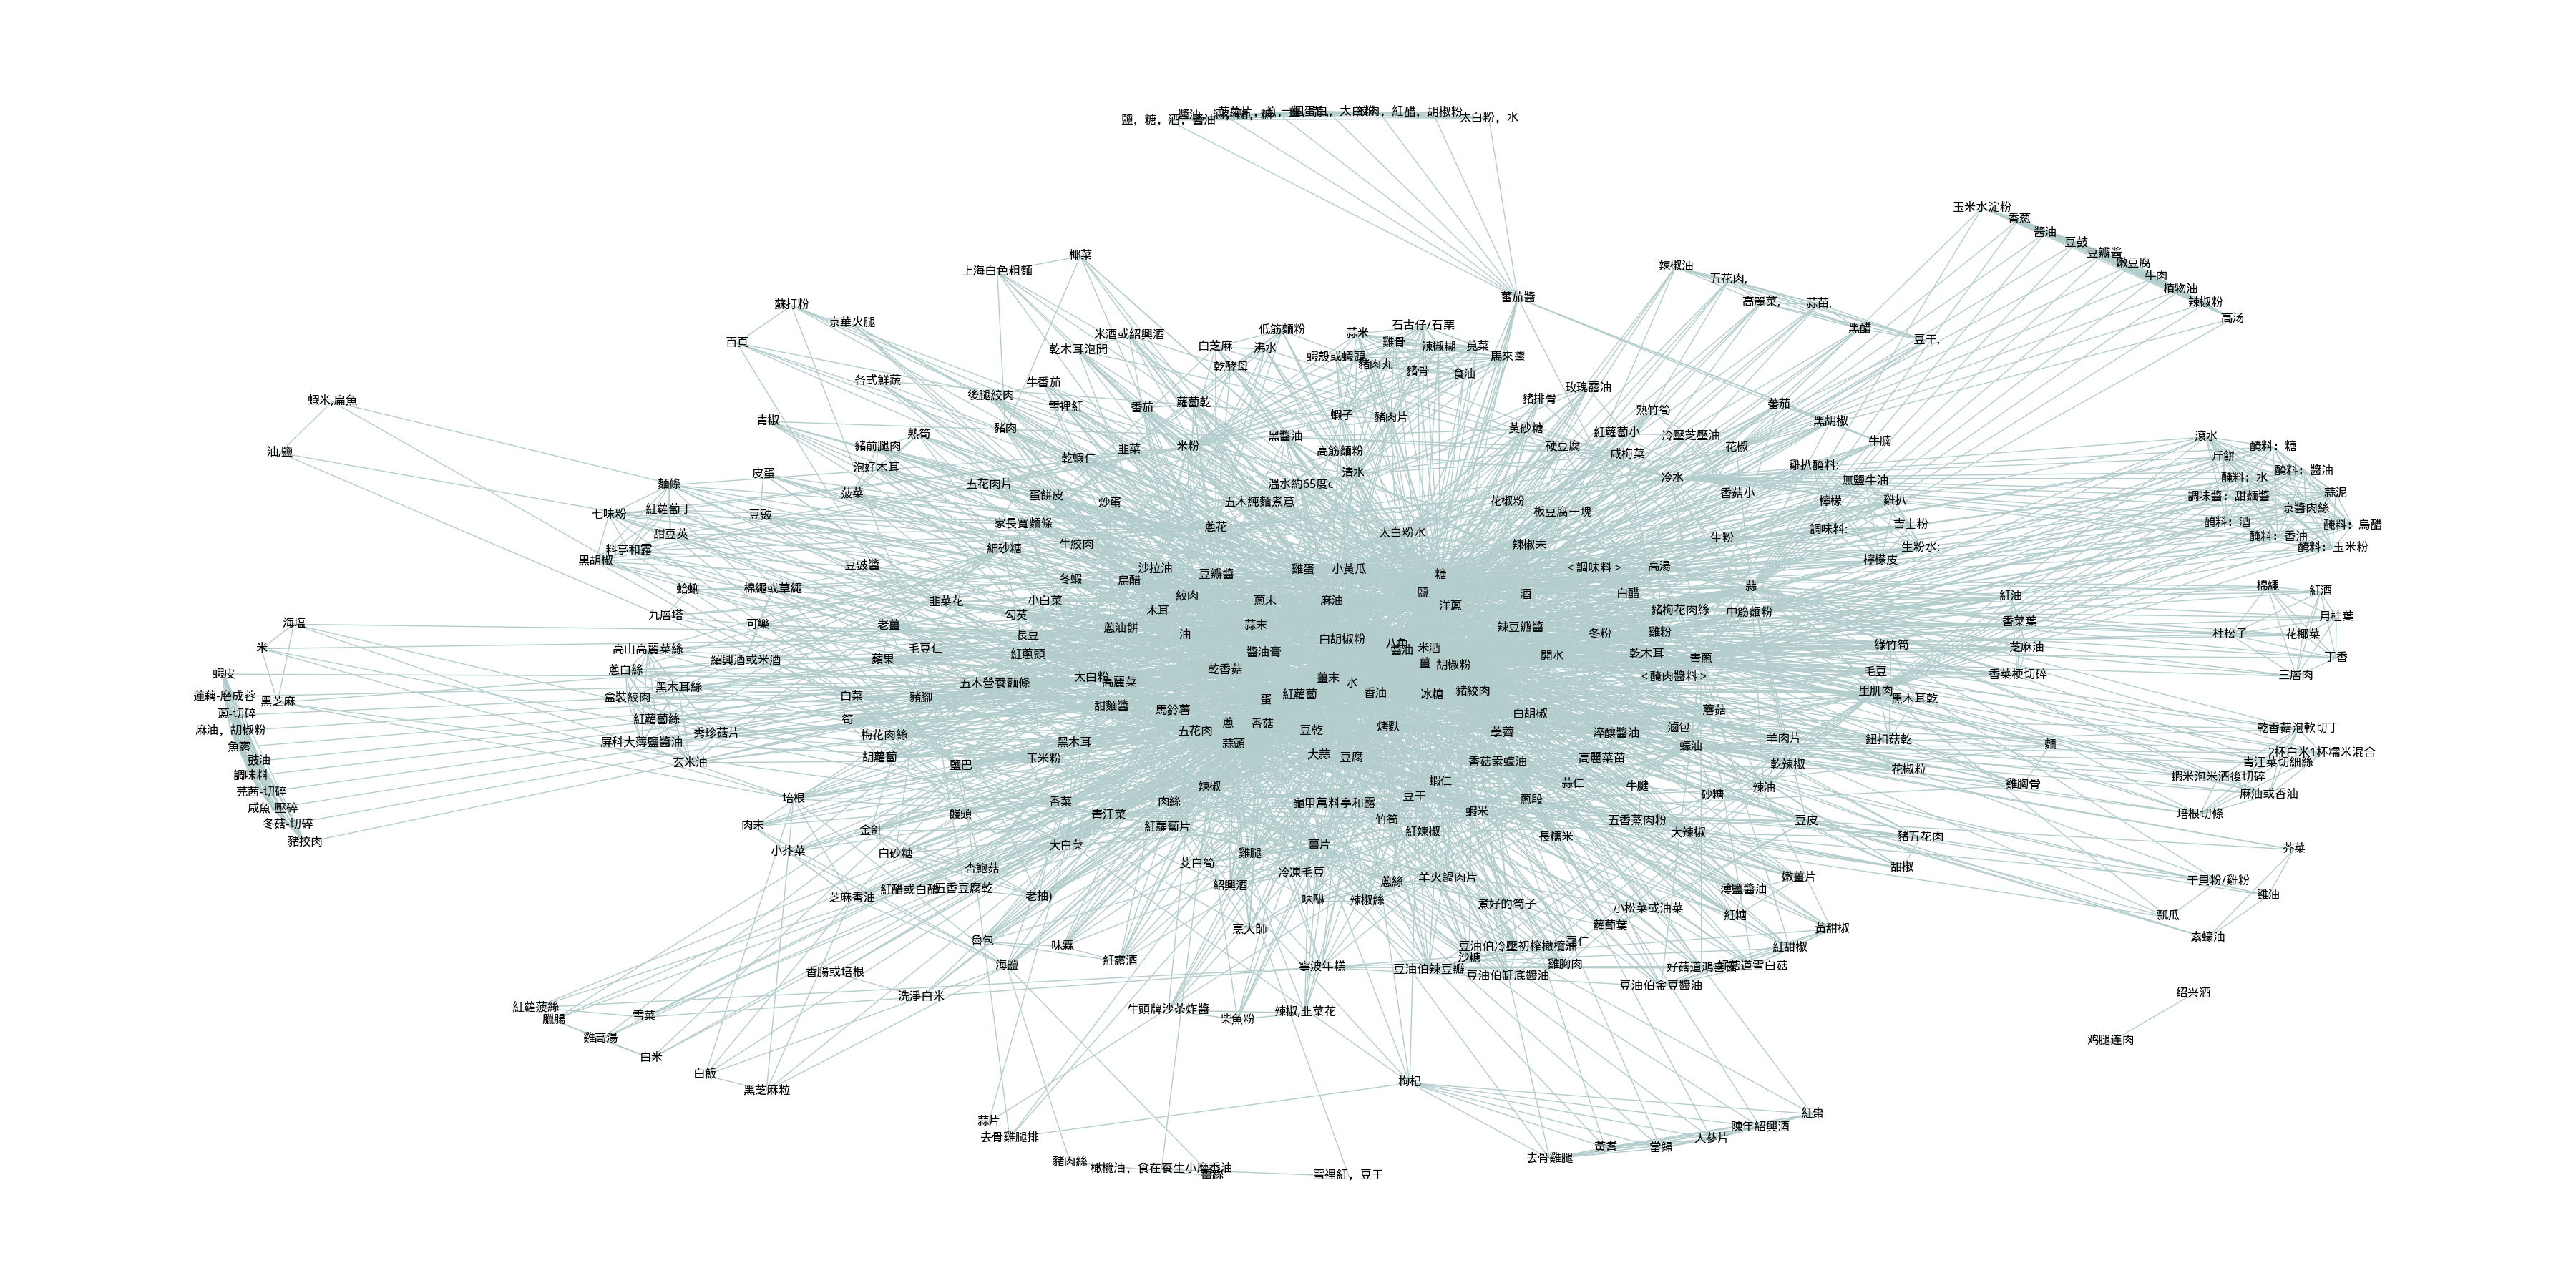 鹽, 糖, 酒, 醬油
紅醋, 胡椒粉
太白粉, 水
玉米水淀粉
香葱
酱油
豆鼓
豆瓣酱
嫩豆腐
牛肉
植物油
辣椒粉
高汤
椰菜
上海白色粗麵
辣椒油
五花肉,
高麗菜,
蒜苗,
黑醋
豆干,
蕃茄醬
蘇打粉
京華火腿
百頁
米酒或紹興酒
乾木耳泡開
白芝麻
低筋麵粉
沸水
乾酵母
蒜米
石古仔/石栗
雞骨
辣椒糊
莧菜
蝦殼或蝦頭
馬來盞
豬肉丸
豬骨
食油
各式鮮蔬
牛番茄
後腿絞肉
雪裡紅
番茄
蘿蔔乾
蝦子
豬肉片
豬排骨
玫瑰露油
熟竹筍
蕃茄
黑胡椒
蝦米,扁魚
油,鹽
青椒
豬前腿肉
熟筍
豬肉
韭菜
米粉
黑醬油
高筋麵粉
黃砂糖
硬豆腐
紅蘿蔔小
咸梅菜
冷壓芝壓油
花椒
牛腩
滾水
醃料: 糖
斤餅
醃料: 醬油
醃料: 水
蒜泥
調味醬: 甜麵醬
京醬肉絲
醃料: 酒
醃料: 烏醋
醃料: 香油
醃料: 玉米粉
泡好木耳
乾蝦仁
清水
皮蛋
麵條
菠菜
五花肉片
蛋餅皮
炒蛋
溫水約65度c
五木純麵煮意
花椒粉
板豆腐一塊
冷水
香菇小
雞扒醃料:
無鹽牛油
檸檬
雞扒
吉士粉
調味料:
生粉水:
檸檬皮
生粉
七味粉
紅蘿蔔丁
甜豆莢
料亭和露
黑胡椒
豆豉
家長寬麵條
細砂糖
牛絞肉
蔥花
太白粉水
辣椒末
豆豉醬
蛤蜊
棉繩或草繩
九層塔
可樂
韭菜花
冬蝦
烏醋
沙拉油
豆瓣醬
雞蛋
小黃瓜
糖
<調味料>
高湯
蒜
棉繩
紅酒
月桂葉
杜松子
花椰菜
丁香
三層肉
小白菜
勾芡
木耳
絞肉
蔥末
麻油
鹽
洋蔥
酒
白醋
豬梅花肉絲
中筋麵粉
紅油
香菜葉
海塩
米
黑芝麻
老薑
長豆
蔥油餅
油
蒜末
白胡椒粉
八角
醬油
米酒
辣豆瓣醬
冬粉
雞粉
綠竹筍
芝麻油
香菜梗切碎
高山高麗菜絲
蔥白絲
紹興酒或米酒
蘋果
毛豆仁
紅蔥頭
醬油膏
薑
胡椒粉
開水
乾木耳
青蔥
毛豆
里肌肉
黑木耳乾
蝦皮
蓮藕-磨成蓉
蔥-切碎
麻油, 胡椒粉
魚露
豉油
調味料
芫茜-切碎
咸魚-壓碎
冬菇-切碎
豬挍肉
黑木耳絲
盒裝絞肉
紅蘿蔔絲
屏科大薄鹽醬油
秀珍菇片
玄米油
五木營養麵條
太白粉
高麗菜
乾香菇
薑末
水
香油
冰糖
豬絞肉
<醃肉醬料>
白菜
豬腳
筍
甜麵醬
馬鈴薯
蛋
紅蘿蔔
白胡椒
蘑菇
梅花肉絲
胡蘿蔔
黑木耳
五花肉
蔥
香菇
蒜頭
豆乾
烤麩
荸薺
淬釀醬油
滷包
蠔油
羊肉片
鈕扣菇乾
麵
乾香菇泡軟切丁
2杯白米1杯糯米混合
青江菜切細絲
蝦米泡米酒後切碎
麻油或香油
培根切條
鹽巴
玉米粉
大蒜
豆腐
香菇素蠔油
高麗菜苗
乾辣椒
花椒粒
雞胸骨
培根
辣椒
蝦仁
蒜仁
牛腱
砂糖
辣油
饅頭
香菜
青江菜
肉絲
龜甲萬料亭和露
豆干
蝦米
蔥段
肉末
小芥菜
金針
紅蘿蔔片
竹筍
紅辣椒
長糯米
五香蒸肉粉
大辣椒
豆皮
豬五花肉
甜椒
芥菜
白砂糖
大白菜
茭白筍
雞腿
薑片
杏鮑菇
紅醋或白醋
五香豆腐乾
芝麻香油
老抽)
紹興酒
冷凍毛豆
蔥絲
羊火鍋肉片
嫩薑片
薄鹽醬油
干貝粉/雞粉
雞油
瓢瓜
素蠔油
味醂
辣椒絲
煮好的筍子
小松菜或油菜
紅糖
蘿蔔葉
黃甜椒
魯包
味霖
烹大師
豆油伯冷壓初榨橄欖油
豆仁
紅甜椒
沙糖
香腸或培根
海鹽
紅露酒
寧波年糕
豆油伯辣豆瓣
豆油伯缸底醬油
雞胸肉
好菇道鴻喜菇
好菇道雪白菇
豆油伯金豆醬油
洗淨白米
紅蘿菠絲
臘腸
雪菜
雞高湯
白米
牛頭牌沙茶炸醬
柴魚粉
辣椒,韭菜花
绍兴酒
鸡腿连肉
白飯
黑芝麻粒
枸杞
蒜片
去骨雞腿排
紅棗
陳年紹興酒
人蔘片
當歸
黃耆
去骨雞腿
豬肉絲
橄欖油, 食在養生小磨香油
薑絲
雪裡紅, 豆干